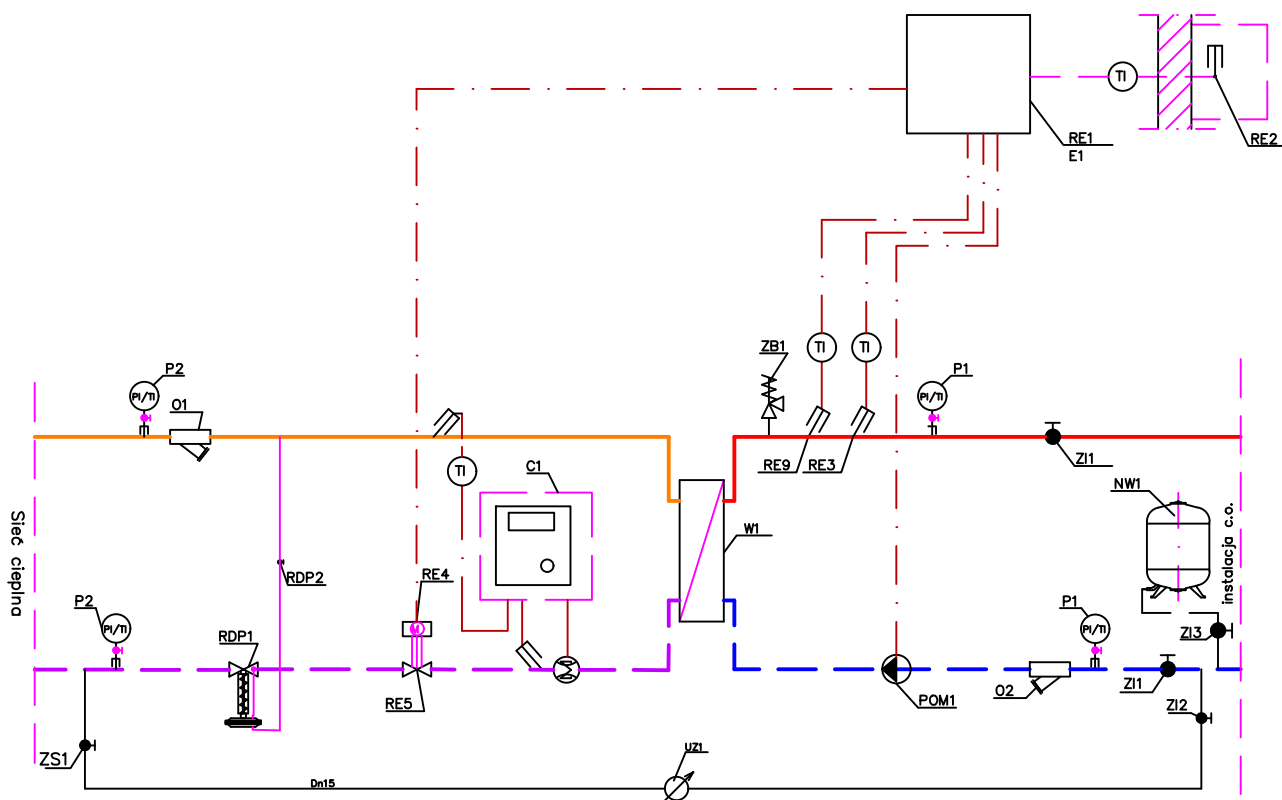 TI
RE1
E1
RE2
TI
TI
ZB1
P2
PI/TI
O1
P1
PI/TI
TI
C1
RE9
RE3
ZI1
NW1
W1
Sieć cieplna
instalacja c.o.
RDP2
RE4
M
P2
PI/TI
RDP1
P1
PI/TI
ZI3
RE5
POM1
O2
ZI1
ZI2
ZS1
UZ1
Dn15